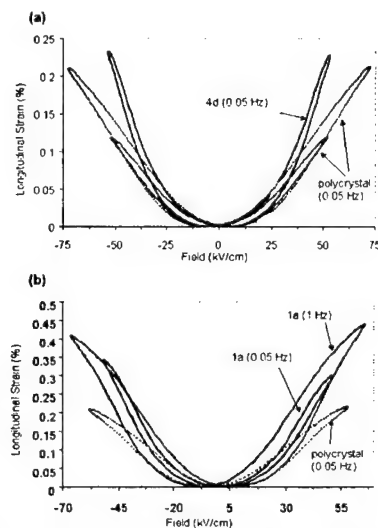 (a)
0.25
0.2
0.15
0.1
0.05
0
Longitudinal Strain (%)
4d (0.05 Hz)
polycrystal
(0.05 Hz)
-75 -50 -25 0 25 50 75
Field (kV/cm)
(b)
0.5
0.45
0.4
0.35
0.3
0.25
0.2
0.15
0.1
0.05
0
Longitudinal Strain (%)
1a (1 Hz)
1a (0.05 Hz)
polycrystal
(0.05 Hz)
-70 -45 -20 5 30 55
Field (kV/cm)